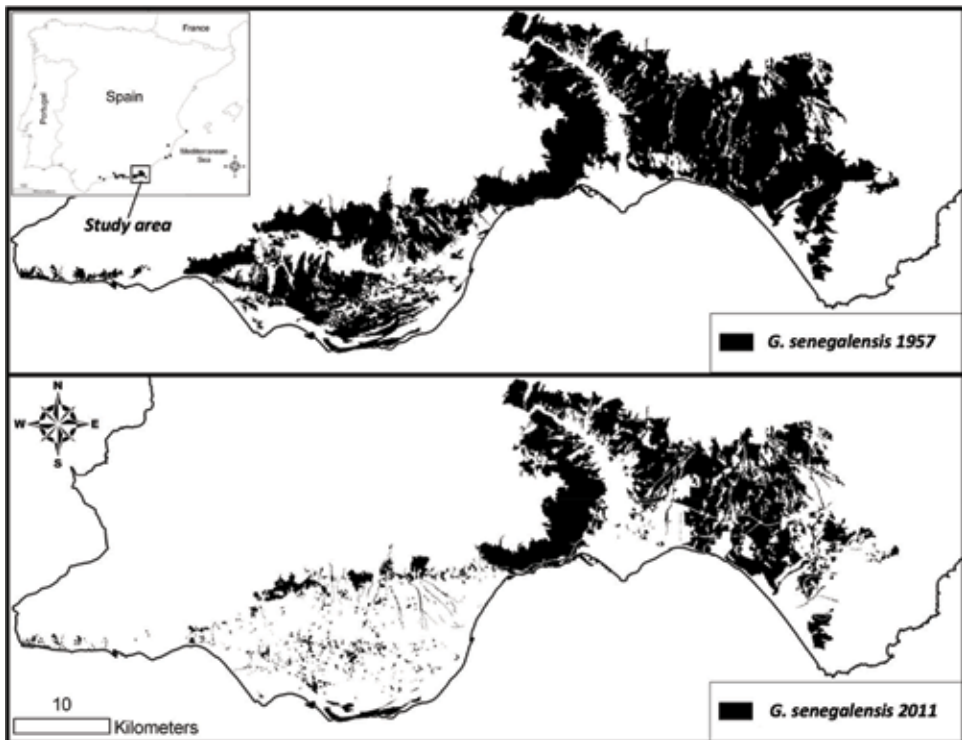 France
Portugal
Spain
Mediterranean
Sea
Study area
G. senegalensis 1957
N
W E
S
10
Kilometers
G. senegalensis 2011